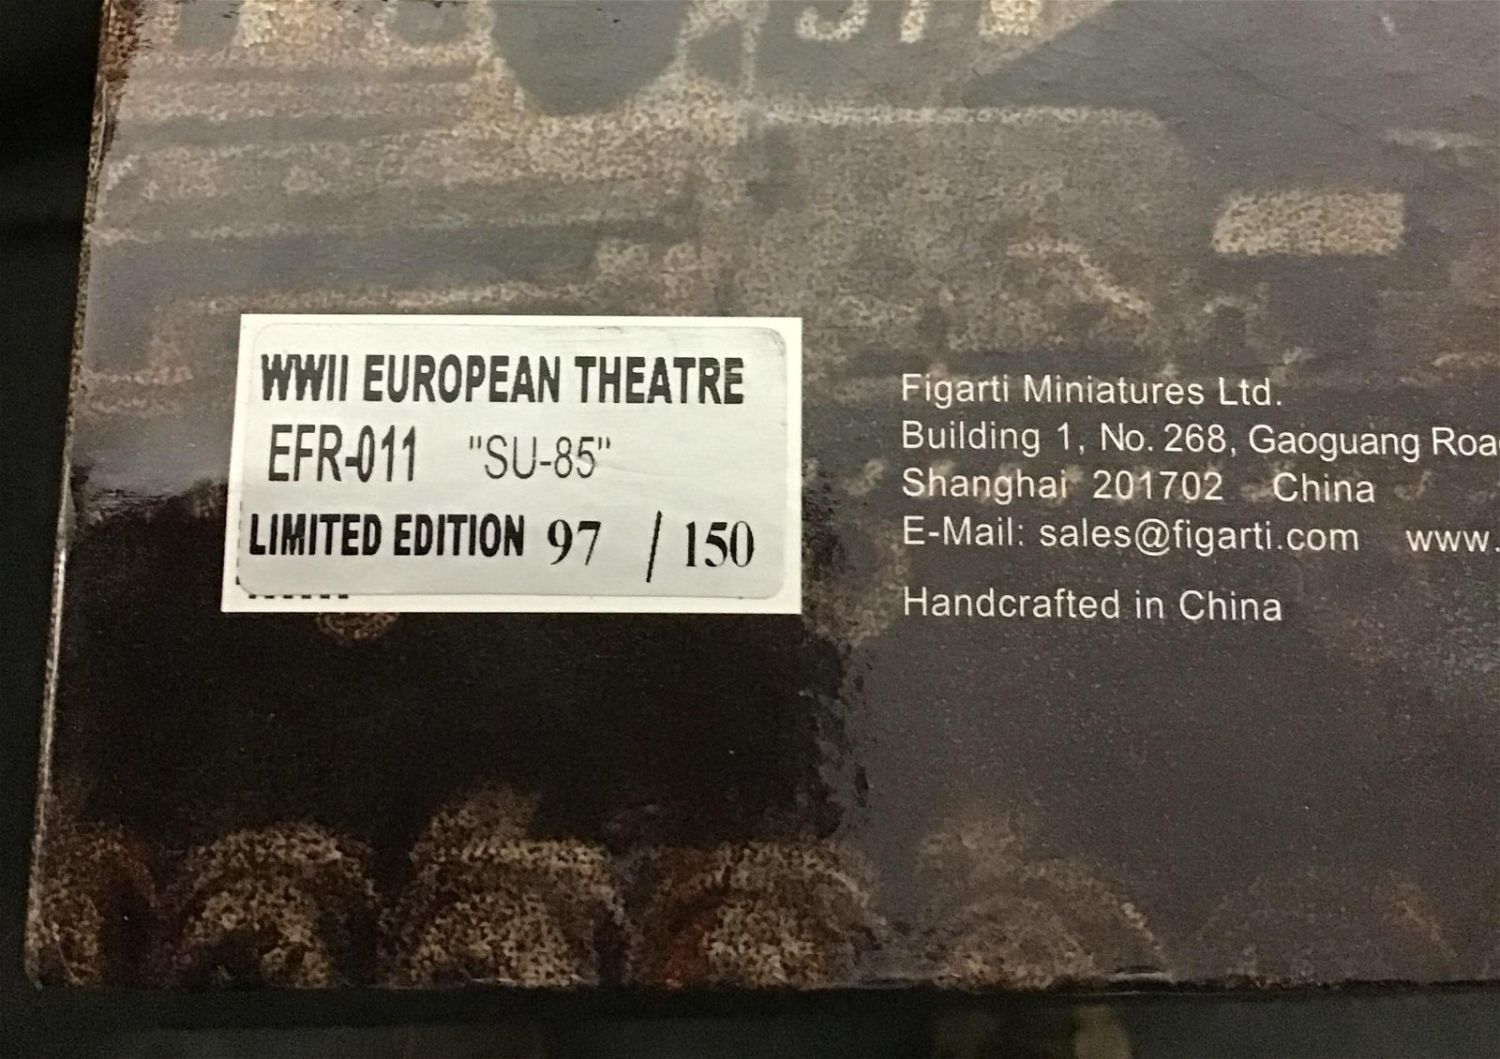 WWII EUROPEAN THEATRE
EFR-011 "SU-85"
LIMITED EDITION 97 / 150
Figarti Miniatures Ltd.
Building 1, No. 268, Gaoguang
Shanghai 201702 China
E-Mail: sales@figarti.com www.
Handcrafted in China